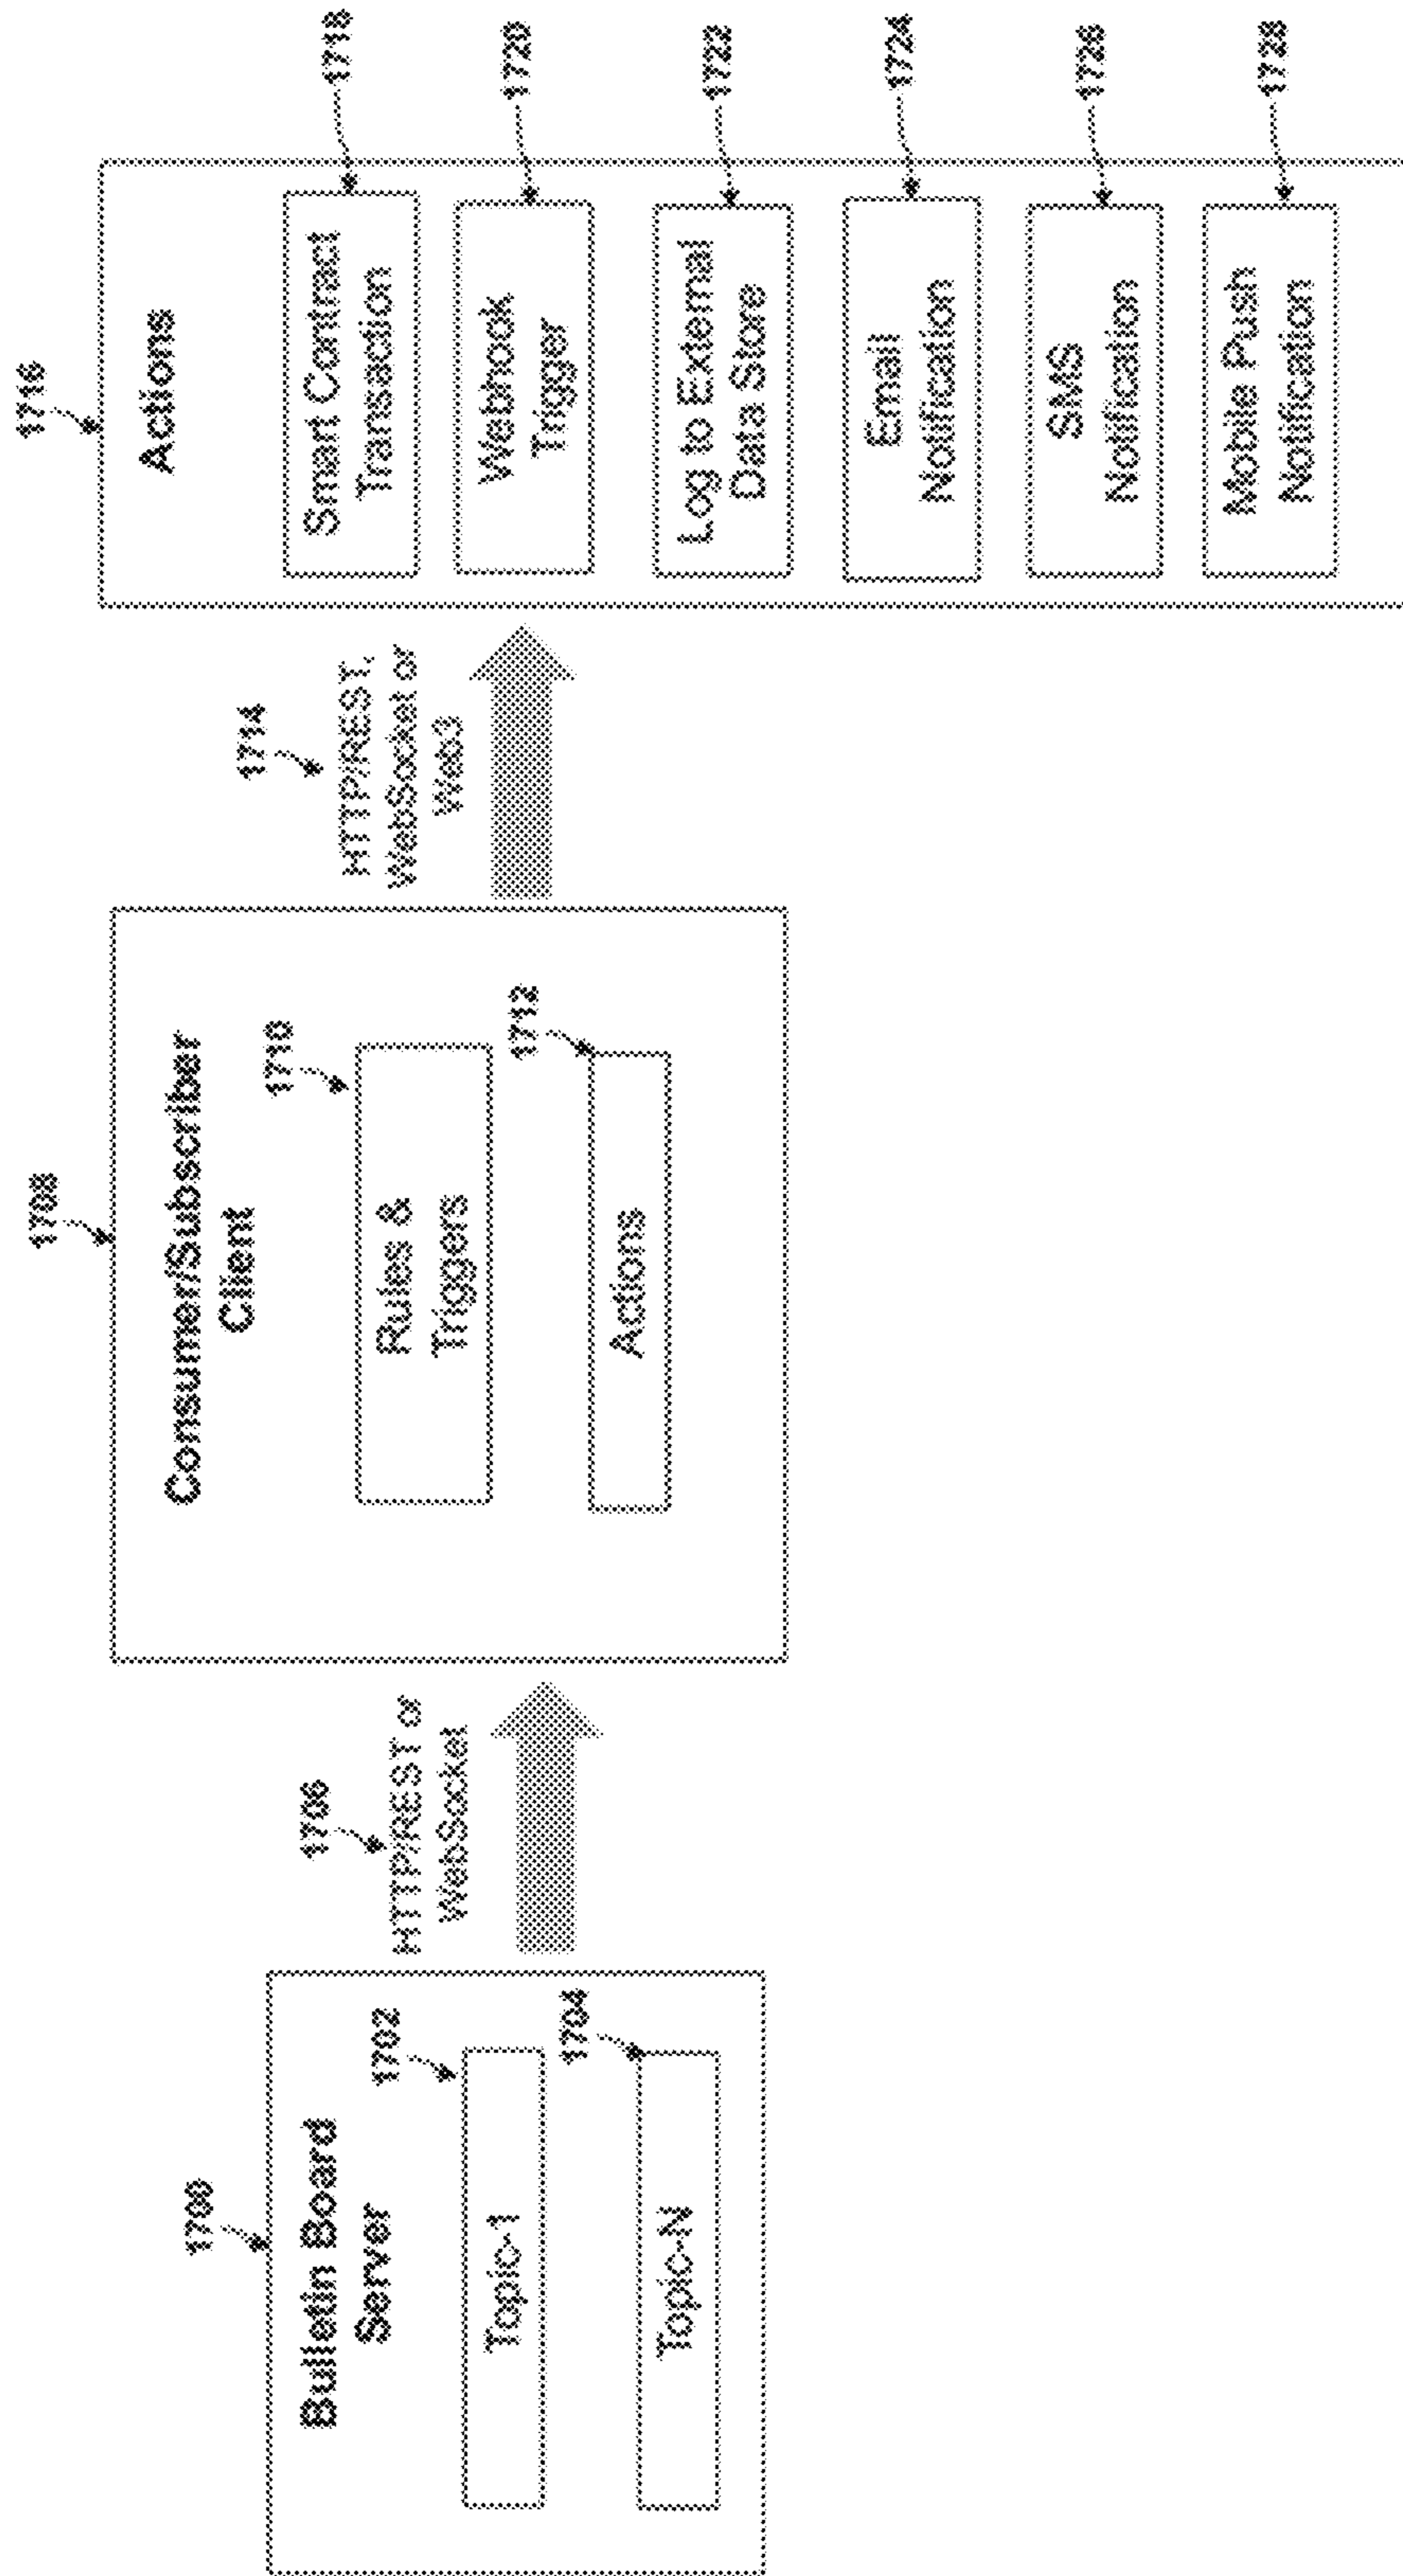 1700
Bulletin Board
Server
1702
Topic-1
1704
Topic-N
1706
HTTP/REST or
WebSocket
1708
Consumer/Subscriber
Client
1710
Rules &
Triggers
1712
Actions
1714
HTTP/REST,
WebSocket or
Web3
1716
Actions
Smart Contract
Transaction
1718
Webhook
Trigger
1720
Log to External
Data Store
1722
Email
Notification
1724
SMS
Notification
1726
Mobile Push
Notification
1728